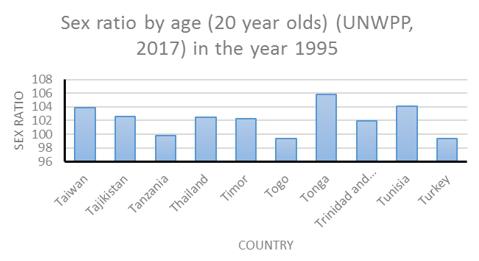 Sex ratio by age (20 year olds) (UNWPP,
2017) in the year 1995
108
106
104
102
100
98
96
SEX RATIO
Taiwan
Tajikistan
Tanzania
Thailand
Timor
Togo
Tonga
Trinidad and...
Tunisia
Turkey
COUNTRY